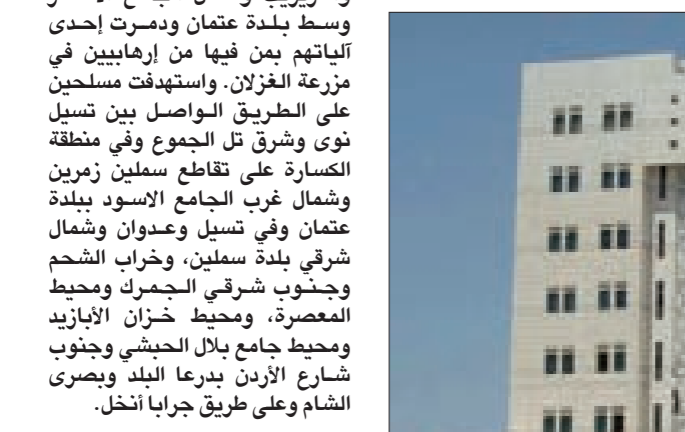 وسط بلدة عتمان ودمرت إحدى
آلياتهم بمن فيها من إرهابيين في
مزرعة الغزلان. واستهدفت مسلحين
على الطريق الواصل بين تسيل
نوى وشرق تل الجموع وفي منطقة
الكسارة على تقاطع سملين زمرين
وشمال غرب الجامع الاسود ببلدة
عتمان وفي تسيل وعدوان وشمال
شرقي بلدة سملين، وخراب الشحم
وجنوب شرقي الجمرك ومحيط
المعصرة، ومحيط خزان الأبازيد
ومحيط جامع بلال الحبشي وجنوب
شارع الأردن بدرعا البلد وبصرى
الشام وعلى طريق جرابا أنخل.